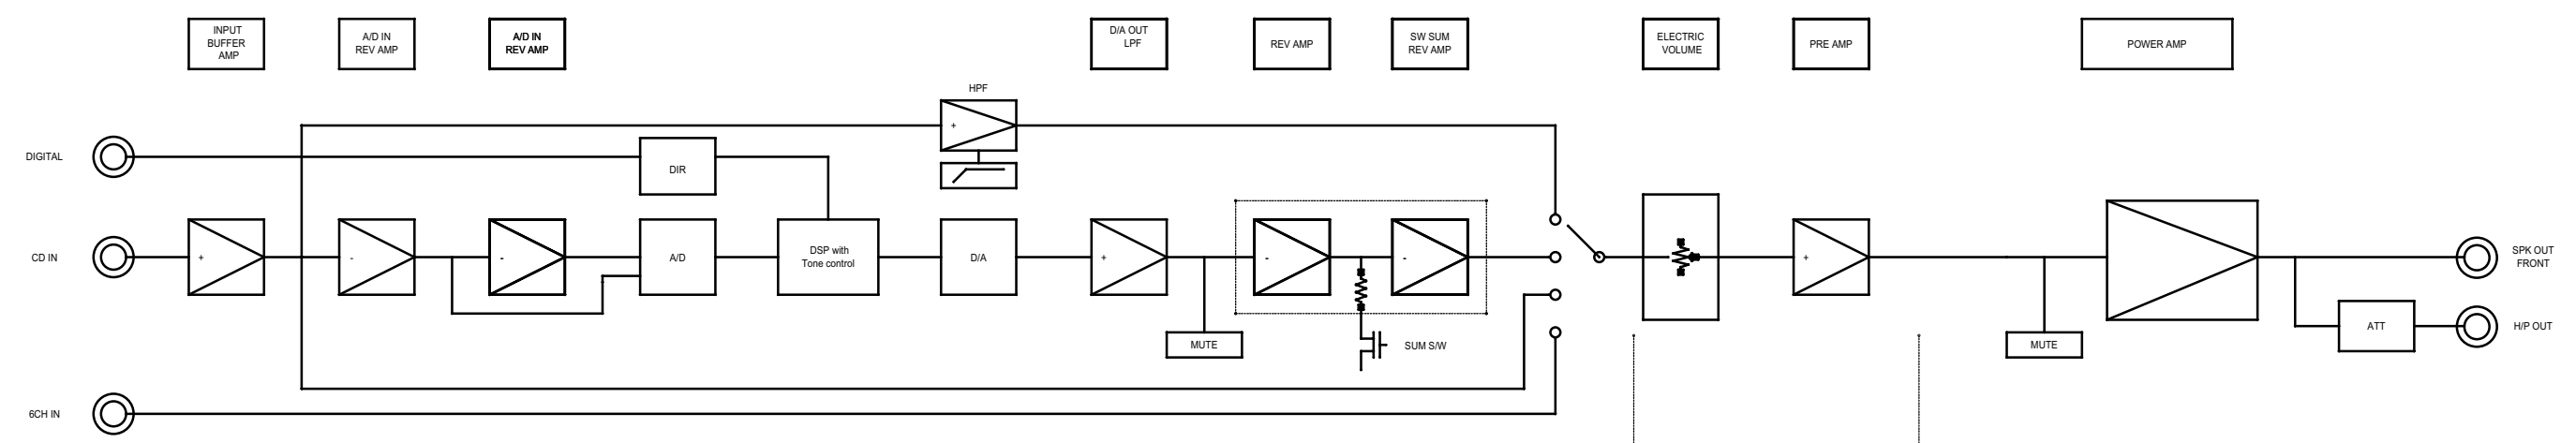 INPUT
BUFFER
AMP
A/D IN
REV AMP
A/D IN
REV AMP
D/A OUT
LPF
REV AMP
SW SUM
REV AMP
ELECTRIC
VOLUME
PRE AMP
POWER AMP
HPF
+
DIGITAL
DIR
CD IN
+
-
-
A/D
DSP with
Tone control
D/A
+
-
-
+
SPK OUT
FRONT
MUTE
SUM S/W
MUTE
ATT
H/P OUT
6CH IN